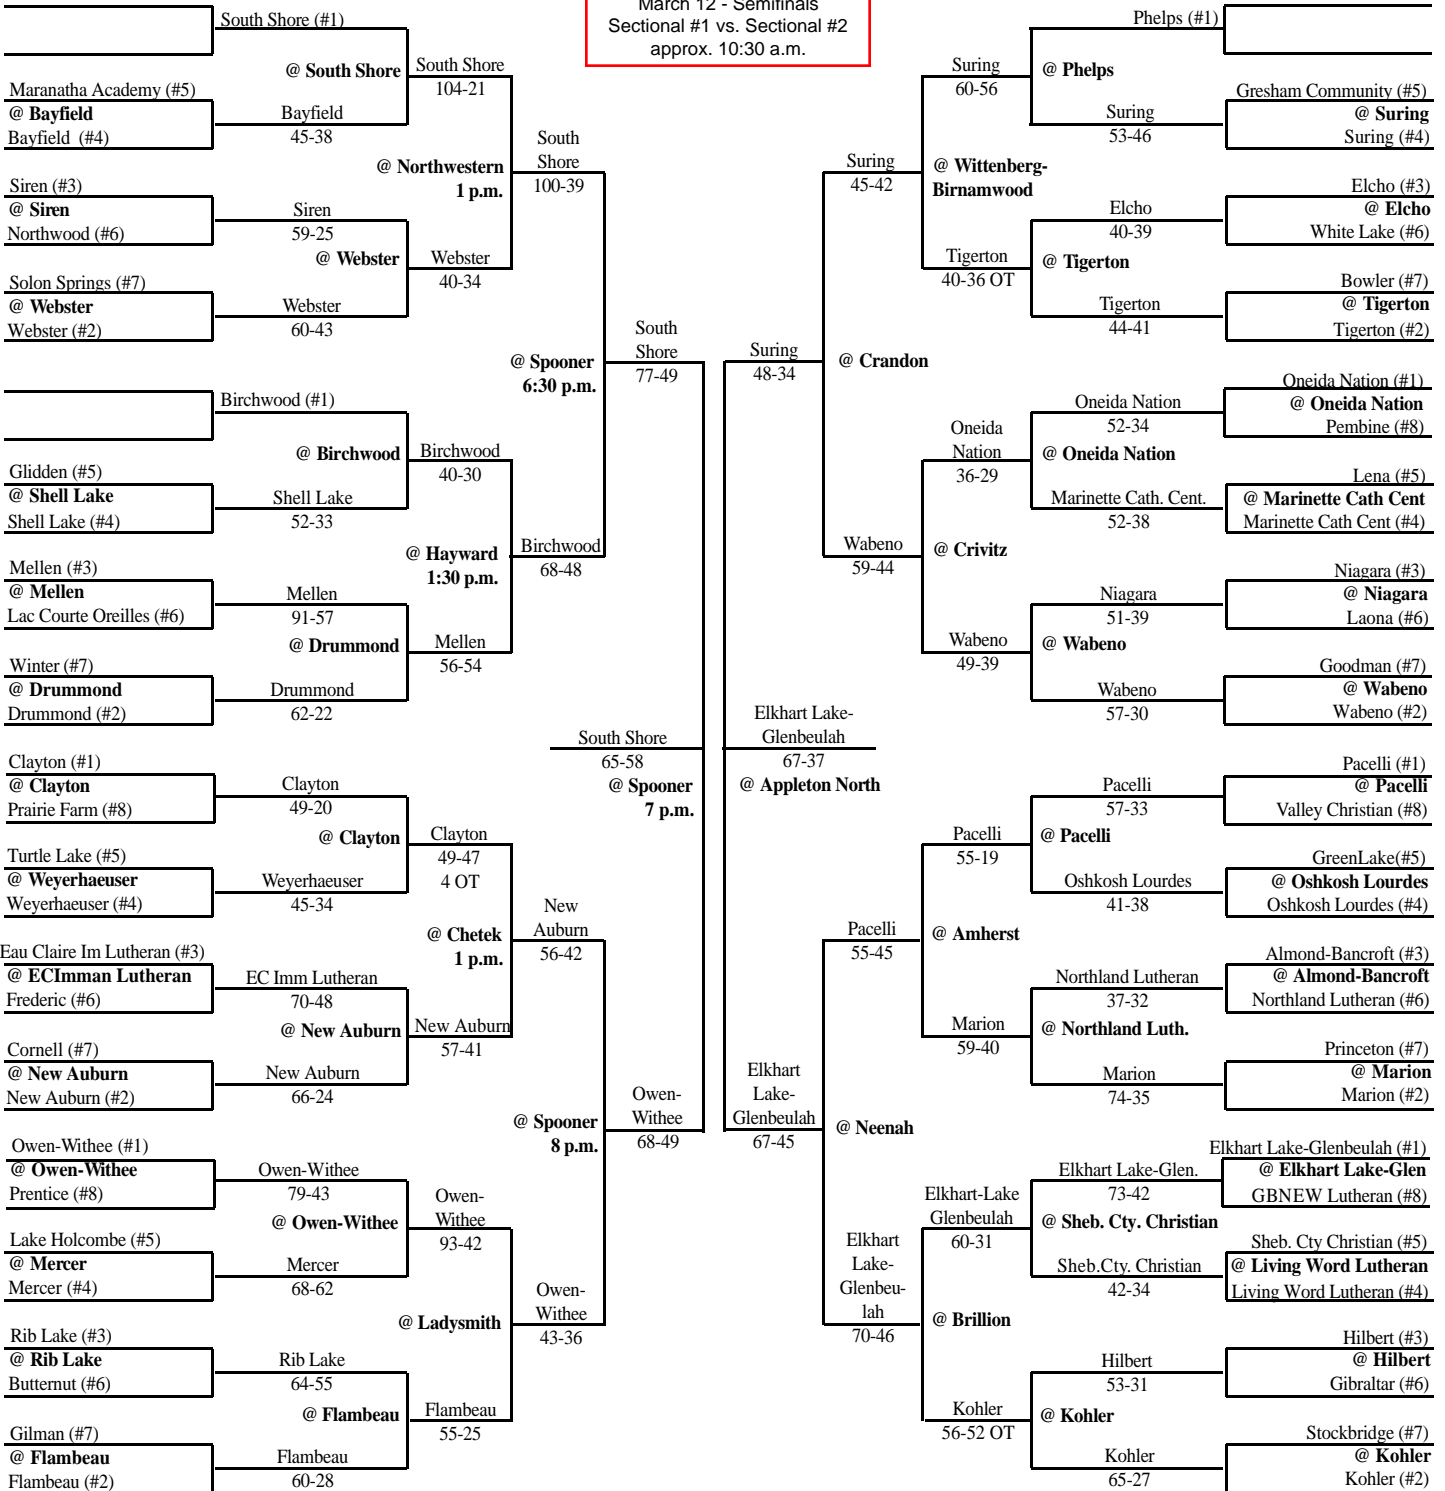 March 12 - Semifinals
Sectional #1 vs. Sectional #2
approx. 10:30 a.m.
South Shore (#1)
@ South Shore
South Shore
104-21
Maranatha Academy (#5)
@ Bayfield
Bayfield (#4)
Bayfield
45-38
South
Shore
100-39
@ Northwestern
1 p.m.
Siren (#3)
@ Siren
Northwood (#6)
Siren
59-25
@ Webster
Webster
40-34
Solon Springs (#7)
@ Webster
Webster (#2)
Webster
60-43
South
Shore
77-49
@ Spooner
6:30 p.m.
Birchwood (#1)
@ Birchwood
Birchwood
40-30
Glidden (#5)
@ Shell Lake
Shell Lake (#4)
Shell Lake
52-33
@ Hayward
1:30 p.m.
Birchwood
68-48
Mellen (#3)
@ Mellen
Lac Courte Oreilles (#6)
Mellen
91-57
@ Drummond
Mellen
56-54
Winter (#7)
@ Drummond
Drummond (#2)
Drummond
62-22
South Shore
65-58
@ Spooner
7 p.m.
Clayton (#1)
@ Clayton
Prairie Farm (#8)
Clayton
49-20
@ Clayton
Clayton
49-47
4 OT
Turtle Lake (#5)
@ Weyerhaeuser
Weyerhaeuser (#4)
Weyerhaeuser
45-34
@ Chetek
1 p.m.
New
Auburn
56-42
Eau Claire Im Lutheran (#3)
@ ECImman Lutheran
Frederic (#6)
EC Imm Lutheran
70-48
@ New Auburn
New Auburn
57-41
Cornell (#7)
@ New Auburn
New Auburn (#2)
New Auburn
66-24
@ Spooner
8 p.m.
Owen-
Withee
68-49
Owen-Withee (#1)
@ Owen-Withee
Prentice (#8)
Owen-Withee
79-43
@ Owen-Withee
Owen-
Withee
93-42
Lake Holcombe (#5)
@ Mercer
Mercer (#4)
Mercer
68-62
@ Ladysmith
Owen-
Withee
43-36
Rib Lake (#3)
@ Rib Lake
Butternut (#6)
Rib Lake
64-55
@ Flambeau
Flambeau
55-25
Gilman (#7)
@ Flambeau
Flambeau (#2)
Flambeau
60-28
Phelps (#1)
@ Phelps
Suring
60-56
Gresham Community (#5)
@ Suring
Suring (#4)
Suring
53-46
Suring
45-42
@ Wittenberg-
Birnamwood
Elcho (#3)
@ Elcho
White Lake (#6)
Elcho
40-39
@ Tigerton
Tigerton
40-36 OT
Bowler (#7)
@ Tigerton
Tigerton (#2)
Tigerton
44-41
Suring
48-34
@ Crandon
Oneida Nation (#1)
@ Oneida Nation
Pembine (#8)
Oneida Nation
52-34
@ Oneida Nation
Oneida
Nation
36-29
Lena (#5)
@ Marinette Cath Cent
Marinette Cath Cent (#4)
Marinette Cath. Cent.
52-38
Wabeno
59-44
@ Crivitz
Niagara (#3)
@ Niagara
Laona (#6)
Niagara
51-39
@ Wabeno
Wabeno
49-39
Goodman (#7)
@ Wabeno
Wabeno (#2)
Wabeno
57-30
Elkhart Lake-
Glenbeulah
67-37
@ Appleton North
Pacelli (#1)
@ Pacelli
Valley Christian (#8)
Pacelli
57-33
@ Pacelli
Pacelli
55-19
GreenLake(#5)
@ Oshkosh Lourdes
Oshkosh Lourdes (#4)
Oshkosh Lourdes
41-38
Pacelli
55-45
@ Amherst
Almond-Bancroft (#3)
@ Almond-Bancroft
Northland Lutheran (#6)
Northland Lutheran
37-32
@ Northland Luth.
Marion
59-40
Princeton (#7)
@ Marion
Marion (#2)
Marion
74-35
Elkhart
Lake-
Glenbeulah
67-45
@ Neenah
Elkhart Lake-Glenbeulah (#1)
@ Elkhart Lake-Glen
GBNEW Lutheran (#8)
Elkhart Lake-Glen.
73-42
@ Sheb. Cty. Christian
Elkhart-Lake
Glenbeulah
60-31
Sheb. Cty Christian (#5)
@ Living Word Lutheran
Living Word Lutheran (#4)
Sheb.Cty. Christian
42-34
Elkhart
Lake-
Glenbeu-
lah
70-46
@ Brillion
Hilbert (#3)
@ Hilbert
Gibraltar (#6)
Hilbert
53-31
@ Kohler
Kohler
56-52 OT
Stockbridge (#7)
@ Kohler
Kohler (#2)
Kohler
65-27